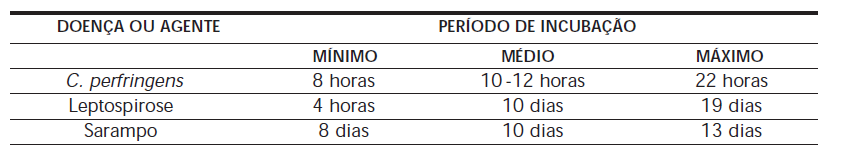 DOENÇA OU AGENTE PERÍODO DE INCUBAÇÃO
MÍNIMO MÉDIO MÁXIMO
C. perfringens 8 horas 10-12 horas 22 horas
Leptospirose 4 horas 10 dias 19 dias
Sarampo 8 dias 10 dias 13 dias